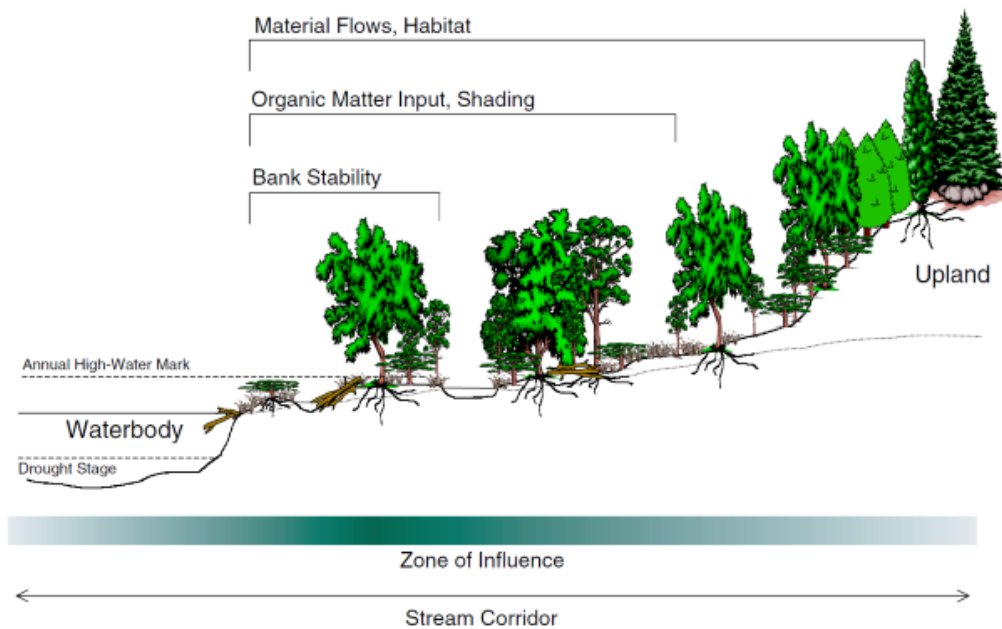 Material Flows, Habitat
Organic Matter Input, Shading
Bank Stability
Upland
Annual High-Water Mark
Waterbody
Drought Stage
Zone of Influence
Stream Corridor